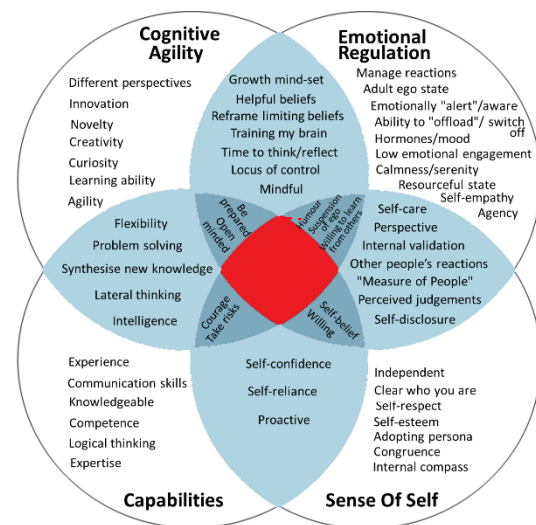 Cognitive
Agility
Different perspectives
Innovation
Novelty
Creativity
Curiosity
Learning ability
Agility
Growth mind-set
Helpful beliefs
Reframe limiting beliefs
Training my brain
Time to think/reflect
Locus of control
Mindful
Emotional
Regulation
Manage reactions
Adult ego state
Emotionally "alert"/aware
Ability to "offload"/ switch
off
Hormones/mood
Low emotional engagement
Calmness/serenity
Resourceful state
Self-empathy
Agency
Be
prepared
Open
minded
Humour
Suspension
of ego
Willing to learn
from others
Flexibility
Problem solving
Synthesise new knowledge
Lateral thinking
Intelligence
Self-care
Perspective
Internal validation
Other people's reactions
"Measure of People"
Perceived judgements
Self-disclosure
Courage
Take risks
Self-belief
Willing
Experience
Communication skills
Knowledgeable
Competence
Logical thinking
Expertise
Self-confidence
Self-reliance
Proactive
Independent
Clear who you are
Self-respect
Self-esteem
Adopting persona
Congruence
Internal compass
Capabilities
Sense Of Self